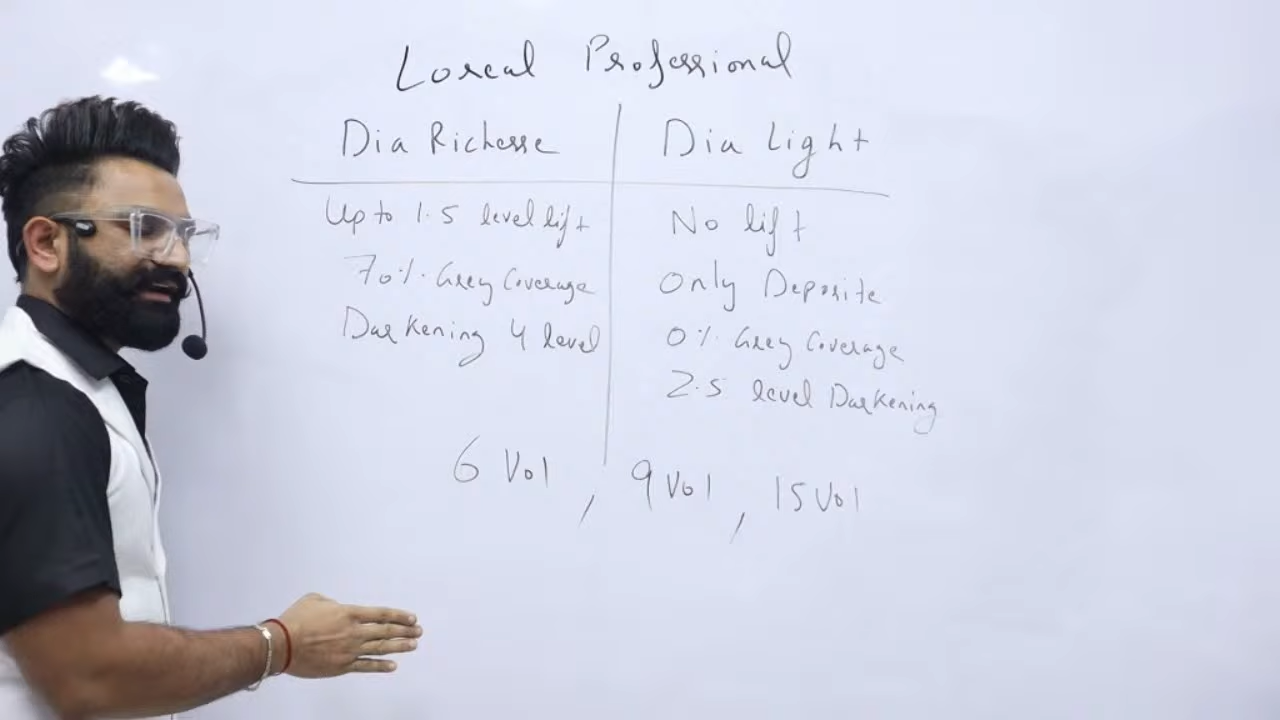 Loreal Professional
Dia Richesse
Up to 1.5 level lift
70% Grey Coverage
Darkening 4 level
Dia Light
No lift
Only Deposite
0% Grey Coverage
2.5 level Darkening
6 Vol, 9 Vol, 15 Vol